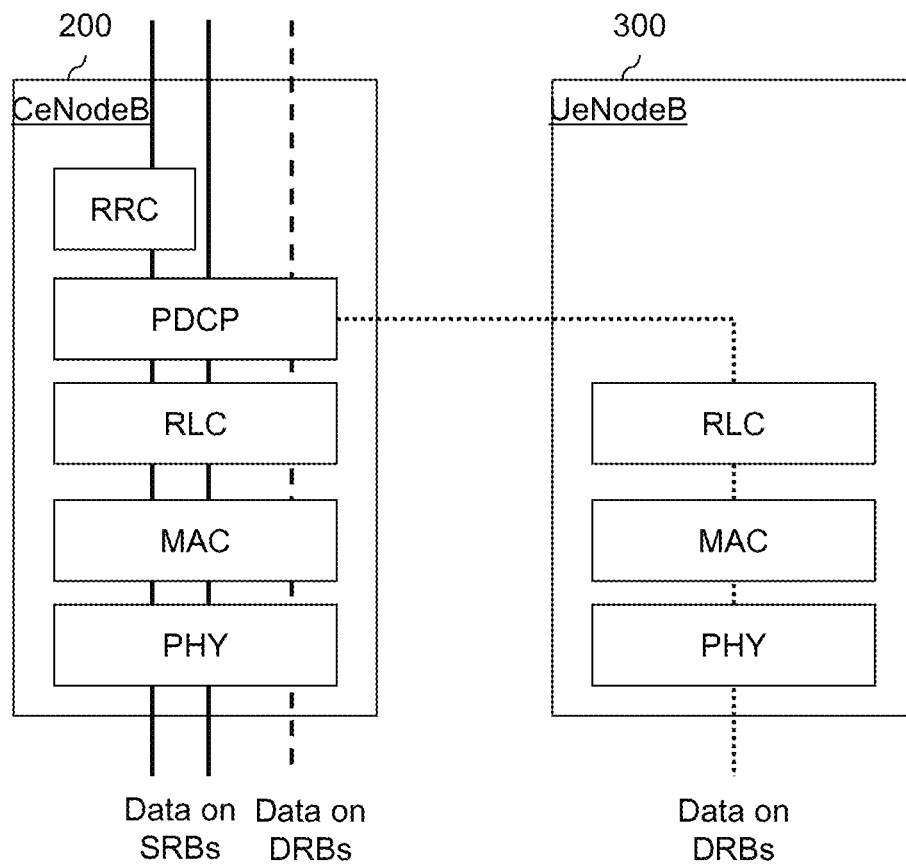 200
300
CeNodeB
UeNodeB
RRC
PDCP
RLC
RLC
MAC
MAC
PHY
PHY
Data on
SRBs
Data on
DRBs
Data on
DRBs